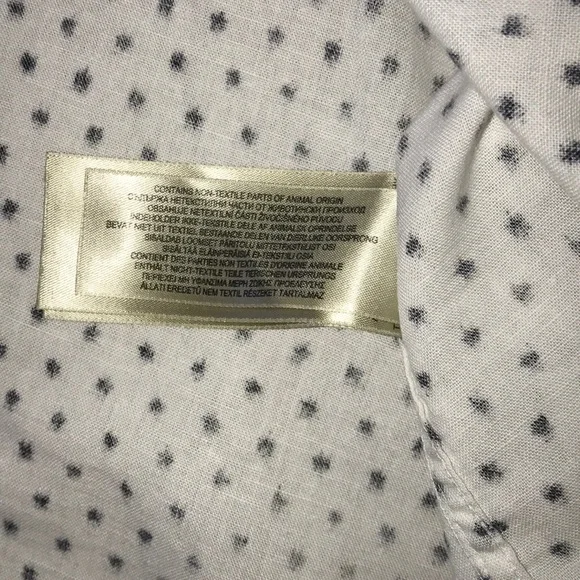 CONTAINS NON-TEXTILE PARTS OF ANIMAL ORIGIN
СЪДЪРЖА НЕТЕКСТИЛНИ ЧАСТИ ОТ ЖИВОТИНСКИ ПРОИЗХОД
OBSAHUJE NETEXTILNÍ ČÁSTI ŽIVOČIŠNÉHO PŮVODU
INDEHOLDER IKKE-TEKSTILE DELE AF ANIMALSK OPRINDELSE
BEVAT NIET UIT TEXTIEL BESTAANDE DELEN VAN DIERLIJKE OORSPRONG
SISALDAB LOOMSET PÄRITOLU MITTETEKSTIILIST OSI
SISÄLTÄÄ ELÄINPERÄISIÄ EI-TEKSTIILI OSIA
CONTIENT DES PARTIES NON TEXTILES D'ORIGINE ANIMALE
ENTHÄLT NICHT-TEXTILE TEILE TIERISCHEN URSPRUNGS
ΠΕΡΙΕΧΕΙ ΜΗ ΥΦΑΝΣΙΜΑ ΜΕΡΗ ΖΩΙΚΗΣ ΠΡΟΕΛΕΥΣΗΣ
ÁLLATI EREDETŰ NEM TEXTIL RÉSZEKET TARTALMAZ